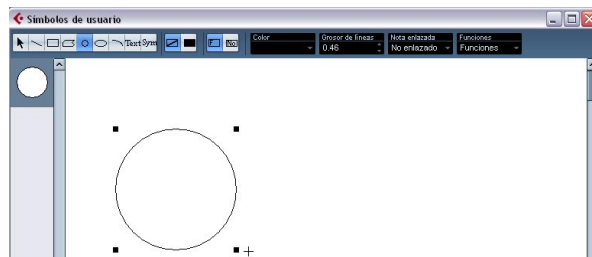 Símbolos de usuario
Text Sym
Color
Grosor de líneas
0.46
Nota enlazada
No enlazado
Funciones
Funciones